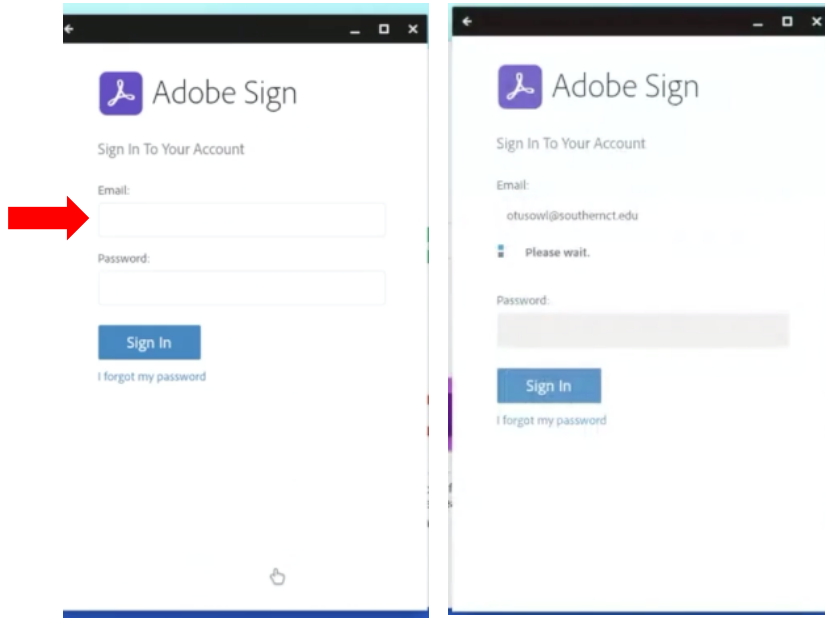 Adobe Sign
Sign In To Your Account
Email:
Password:
Sign In
I forgot my password
Adobe Sign
Sign In To Your Account
Email:
otusowl@southernct.edu
Please wait.
Password:
Sign In
I forgot my password